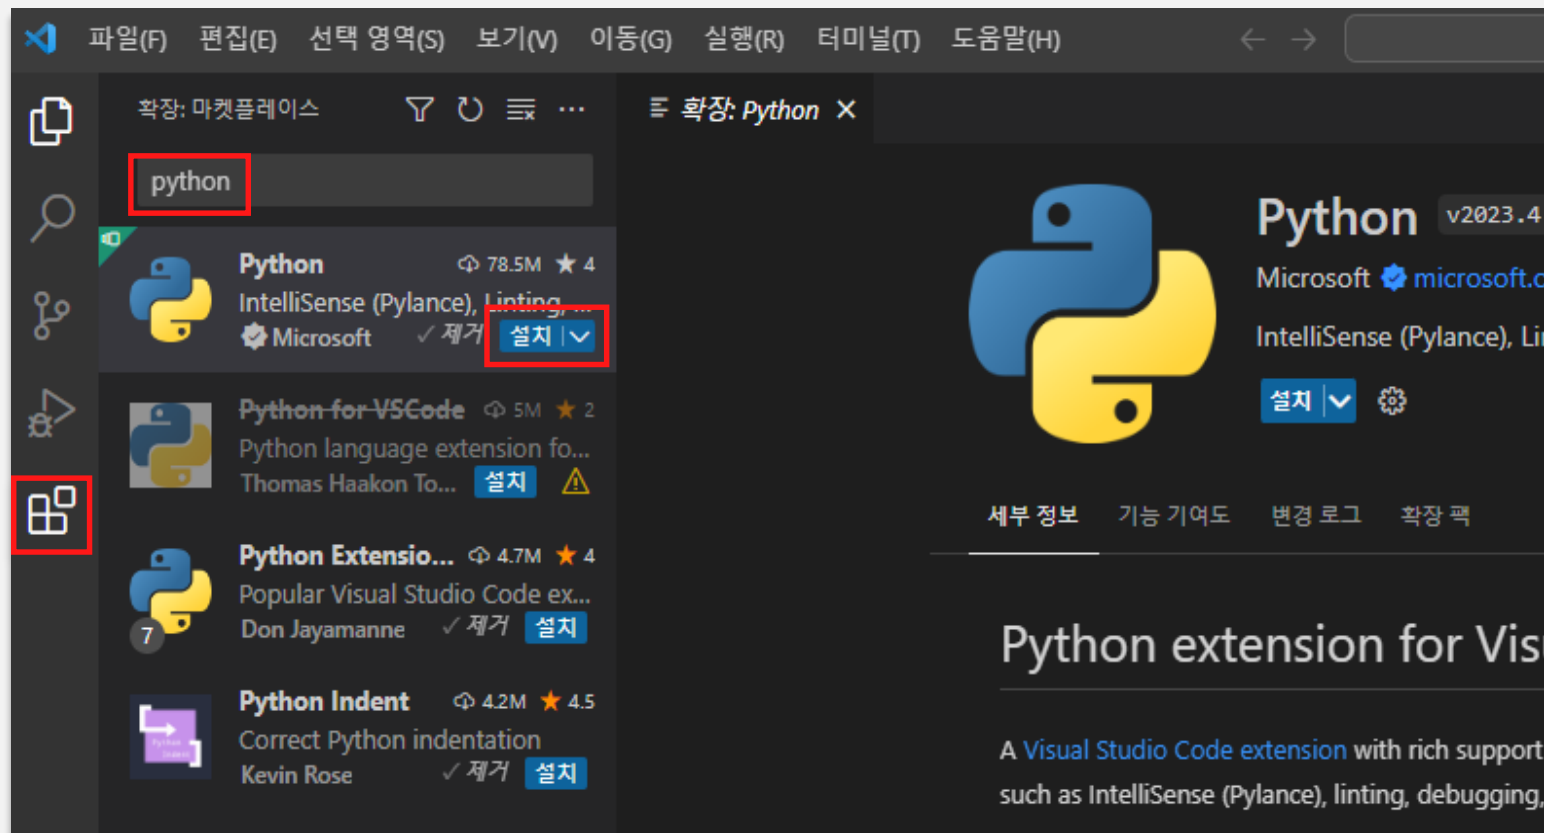 파일(F) 편집(E) 선택 영역(S) 보기(V) 이동(G) 실행(R) 터미널(T) 도움말(H)
확장: 마켓플레이스
python
Python 78.5M ★ 4
IntelliSense (Pylance), Linting, ...
Microsoft ✓ 제거 설치
Python for VSCode 5M ★ 2
Python language extension fo...
Thomas Haakon To... 설치
Python Extensio... 4.7M ★ 4
Popular Visual Studio Code ex...
7 Don Jayamanne ✓ 제거 설치
Python Indent 4.2M ★ 4.5
Correct Python indentation
Kevin Rose ✓ 제거 설치
확장: Python ✕
Python v2023.4
Microsoft microsoft.c
IntelliSense (Pylance), Li
설치
세부 정보 기능 기여도 변경 로그 확장 팩
Python extension for Vis
A Visual Studio Code extension with rich support
such as IntelliSense (Pylance), linting, debugging,